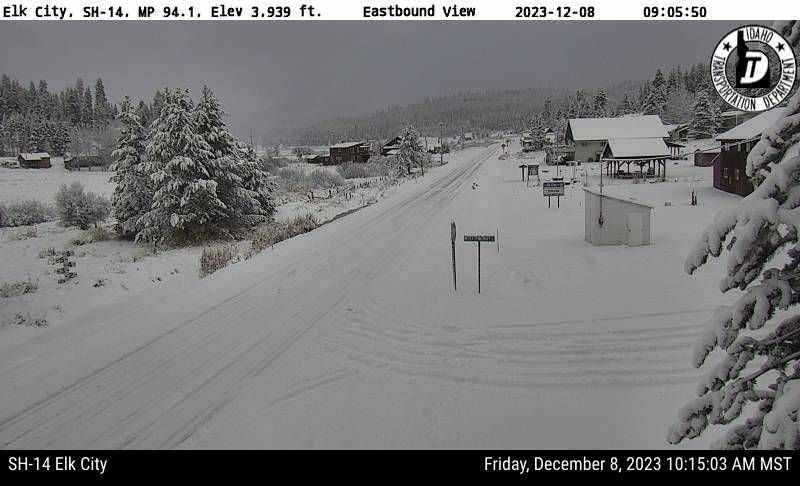 Elk City, SH-14, MP 94.1, Elev 3,939 ft. Eastbound View 2023-12-08 09:05:50
IDAHO
TRANSPORTATION DEPARTMENT
SH-14 Elk City Friday, December 8, 2023 10:15:03 AM MST